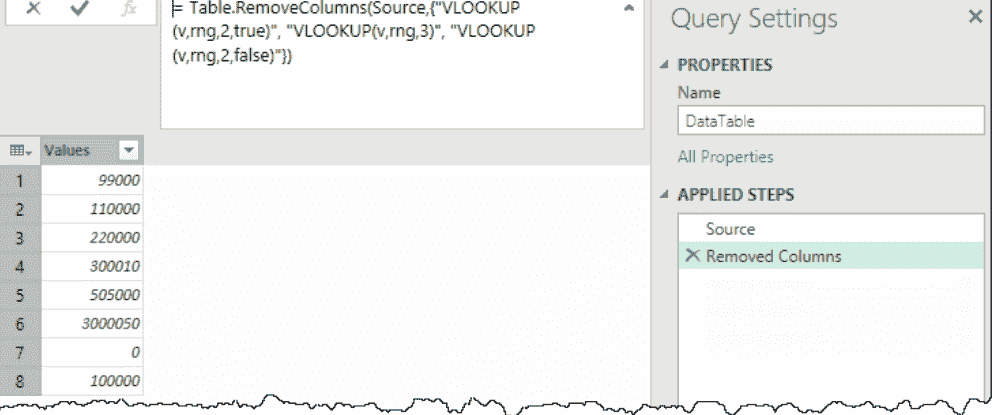 = Table.RemoveColumns(Source,{"VLOOKUP
(v,rng,2,true)", "VLOOKUP(v,rng,3)", "VLOOKUP
(v,rng,2,false)"})
fx
Query Settings
PROPERTIES
Name
DataTable
All Properties
APPLIED STEPS
Source
Removed Columns
Values
1 99000
2 110000
3 220000
4 300010
5 505000
6 3000050
7 0
8 100000